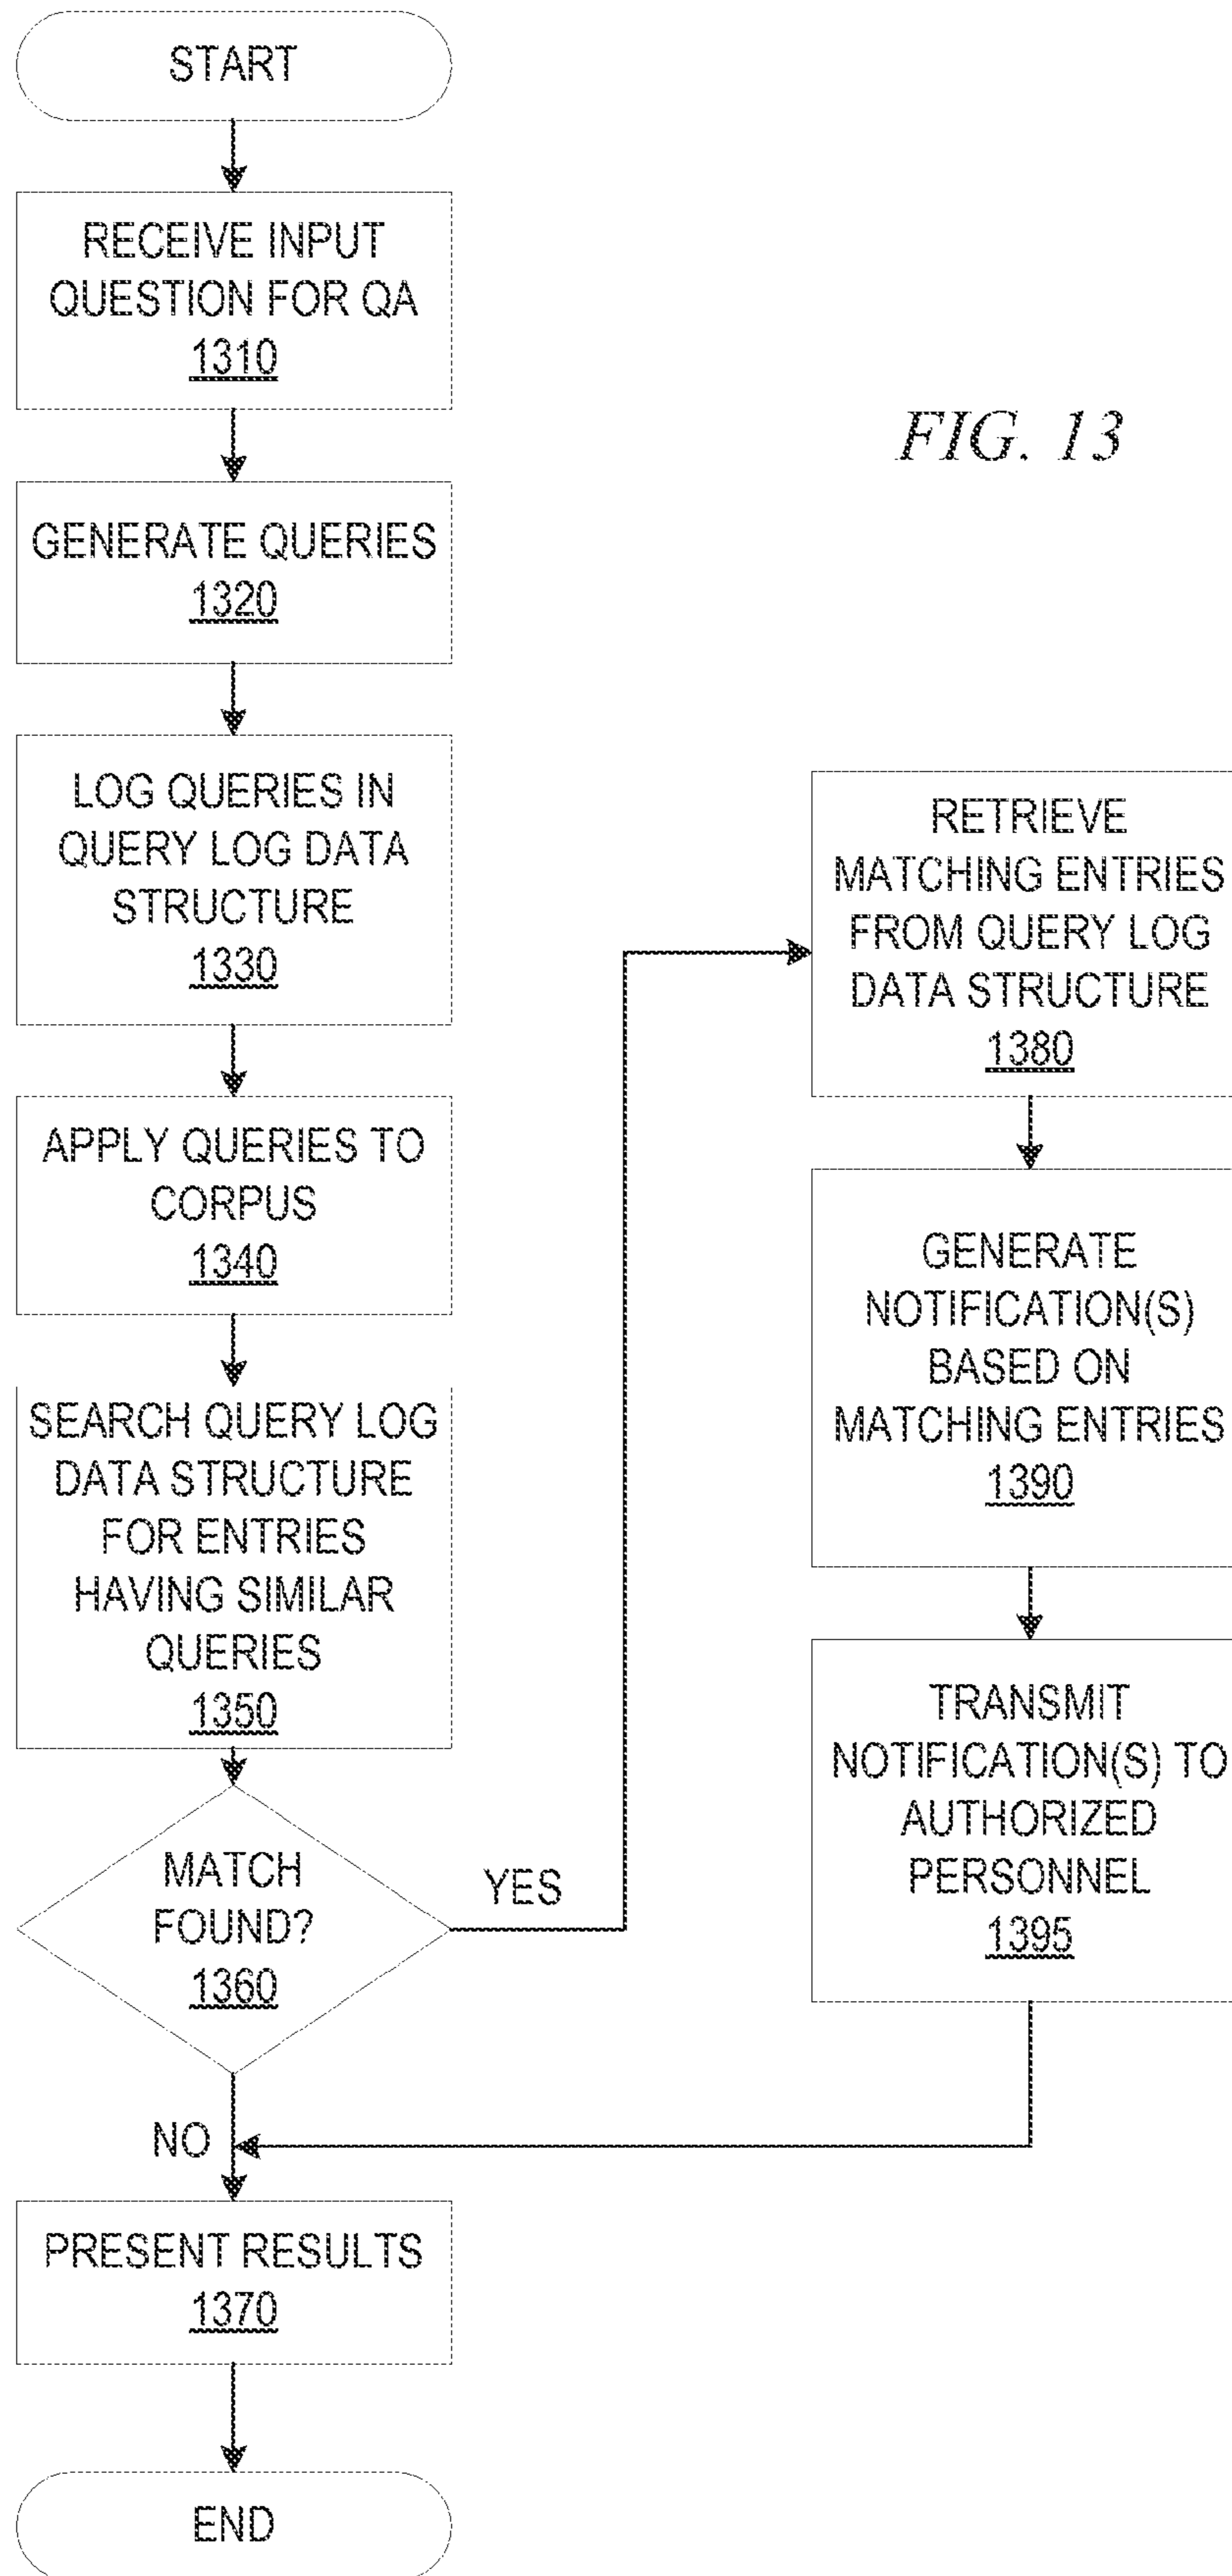 START
RECEIVE INPUT
QUESTION FOR QA
1310
GENERATE QUERIES
1320
LOG QUERIES IN
QUERY LOG DATA
STRUCTURE
1330
APPLY QUERIES TO
CORPUS
1340
SEARCH QUERY LOG
DATA STRUCTURE
FOR ENTRIES
HAVING SIMILAR
QUERIES
1350
MATCH
FOUND?
1360
YES
NO
PRESENT RESULTS
1370
END
FIG. 13
RETRIEVE
MATCHING ENTRIES
FROM QUERY LOG
DATA STRUCTURE
1380
GENERATE
NOTIFICATION(S)
BASED ON
MATCHING ENTRIES
1390
TRANSMIT
NOTIFICATION(S) TO
AUTHORIZED
PERSONNEL
1395